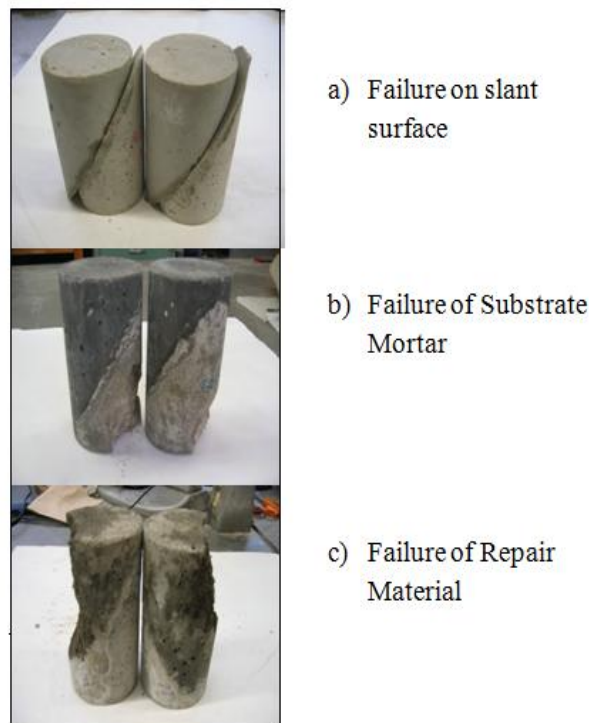 a) Failure on slant
surface
b) Failure of Substrate
Mortar
c) Failure of Repair
Material